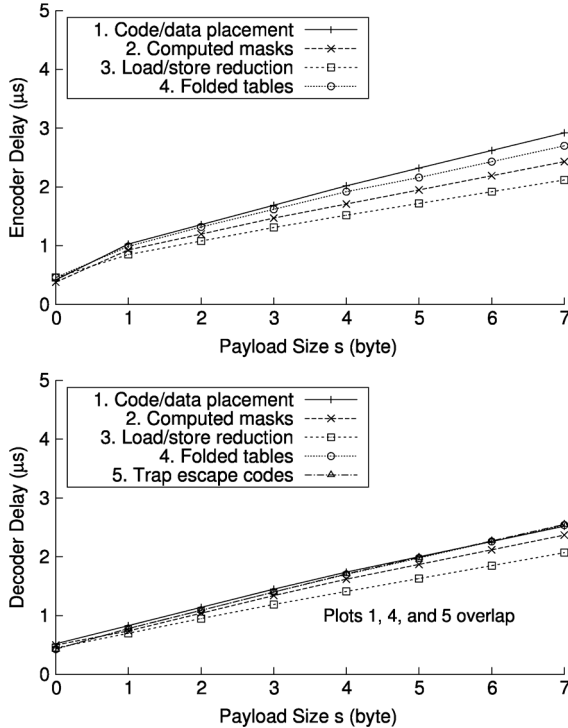 5
4
3
2
1
0
Encoder Delay (μs)
1. Code/data placement
2. Computed masks
3. Load/store reduction
4. Folded tables
0 1 2 3 4 5 6 7
Payload Size s (byte)
5
4
3
2
1
0
Decoder Delay (μs)
1. Code/data placement
2. Computed masks
3. Load/store reduction
4. Folded tables
5. Trap escape codes
Plots 1, 4, and 5 overlap
0 1 2 3 4 5 6 7
Payload Size s (byte)